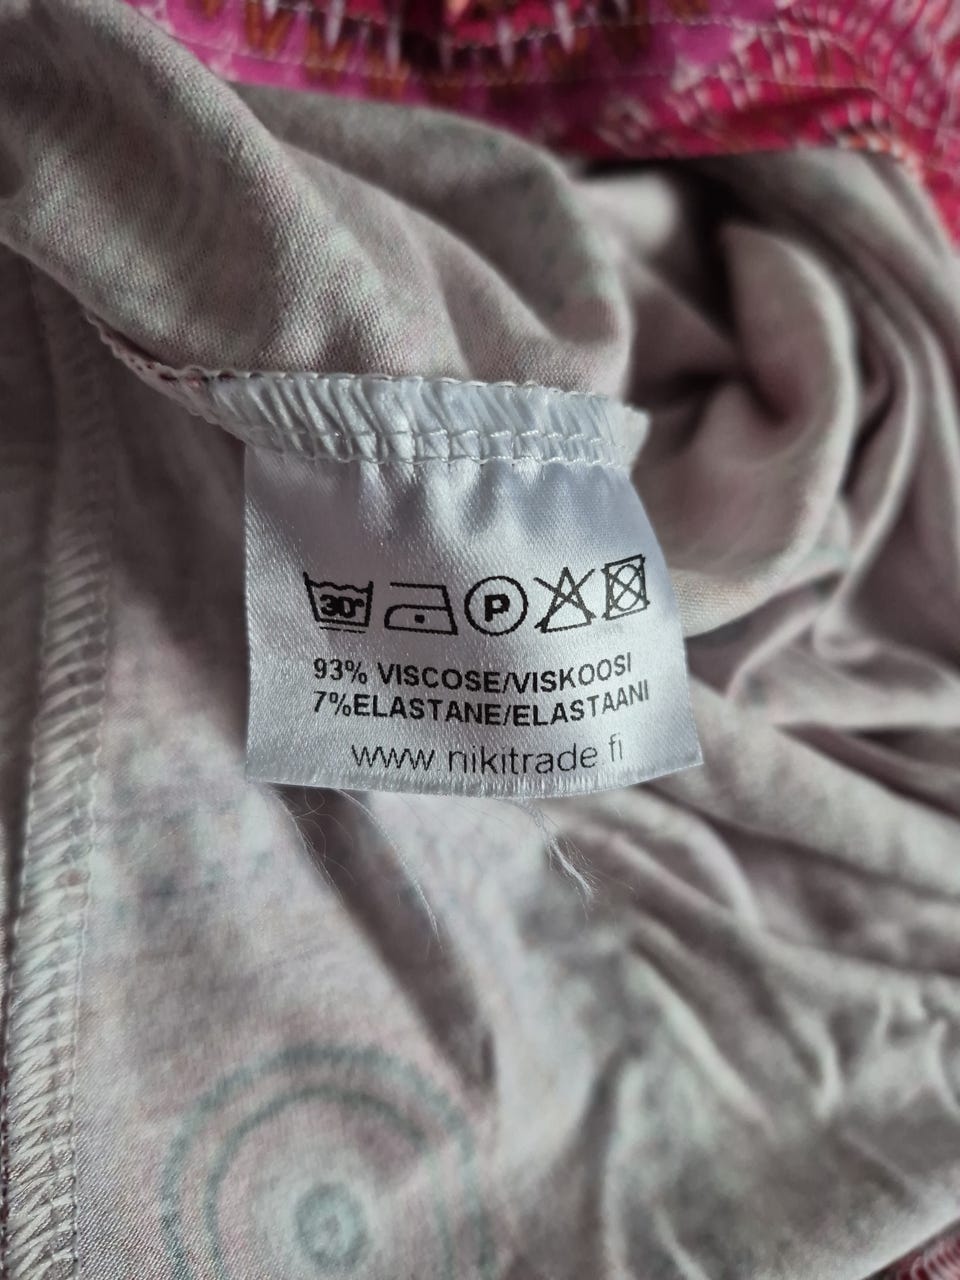 30°
P
93% VISCOSE/VISKOOSI
7%ELASTANE/ELASTAANI
www.nikitrade.fi